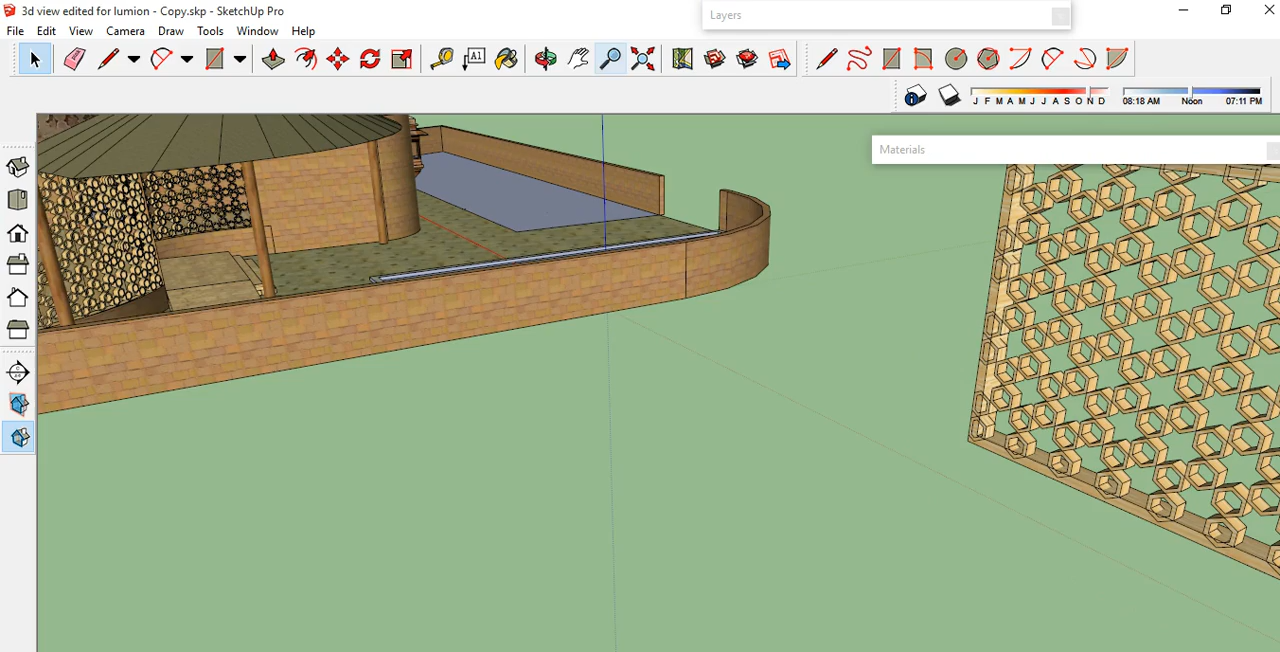 3d view edited for lumion - Copy.skp - SketchUp Pro
Layers
File Edit View Camera Draw Tools Window Help
A1
J F M A M J J A S O N D
08:18 AM Noon 07:11 PM
Materials